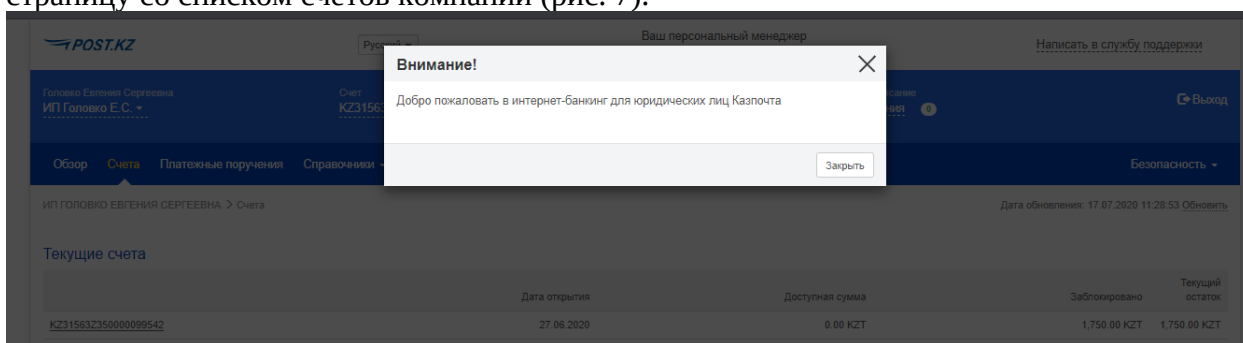 страницу со списком счетов компании (рис. 7).
POST.KZ
Русский
Ваш персональный менеджер
Написать в службу поддержки
Внимание!
Добро пожаловать в интернет-банкинг для юридических лиц Казпочта
Закрыть
Головко Евгения Сергеевна
ИП Головко Е.С.
Счет
KZ31563
0
Выход
Обзор Счета Платежные поручения Справочники
Безопасность
ИП ГОЛОВКО ЕВГЕНИЯ СЕРГЕЕВНА > Счета
Дата обновления: 17.07.2020 11:28:53 Обновить
Текущие счета
Дата открытия Доступная сумма Заблокировано Текущий остаток
KZ31563Z350000099542 27.06.2020 0.00 KZT 1,750.00 KZT 1,750.00 KZT